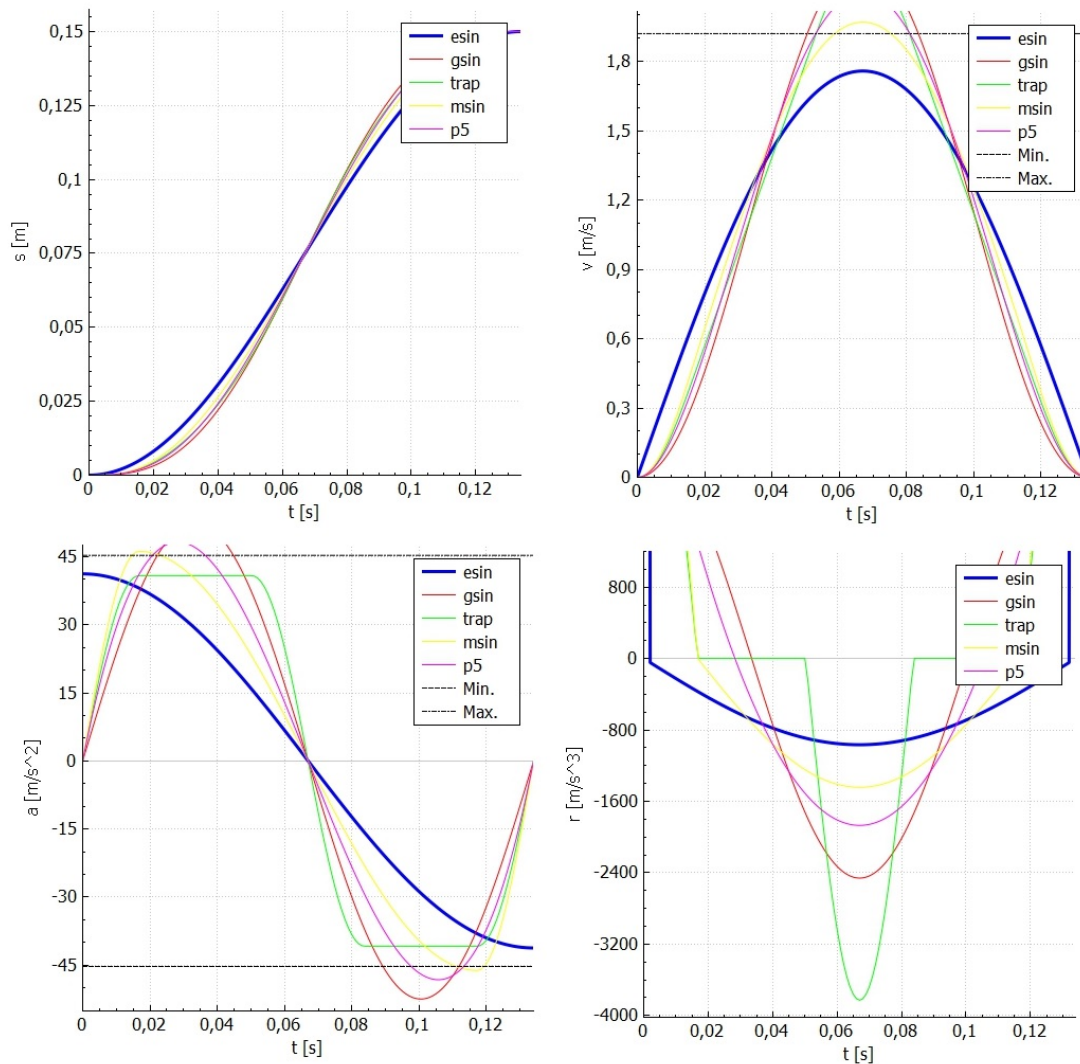 0,15
0,125
0,1
0,075
0,05
0,025
0
s [m]
0 0,02 0,04 0,06 0,08 0,1 0,12
t [s]
esin
gsin
trap
msin
p5
1,8
1,5
1,2
0,9
0,6
0,3
0
v [m/s]
0 0,02 0,04 0,06 0,08 0,1 0,12
t [s]
esin
gsin
trap
msin
p5
Min.
Max.
45
30
15
0
-15
-30
-45
a [m/s^2]
0 0,02 0,04 0,06 0,08 0,1 0,12
t [s]
esin
gsin
trap
msin
p5
Min.
Max.
800
0
-800
-1600
-2400
-3200
-4000
r [m/s^3]
0 0,02 0,04 0,06 0,08 0,1 0,12
t [s]
esin
gsin
trap
msin
p5